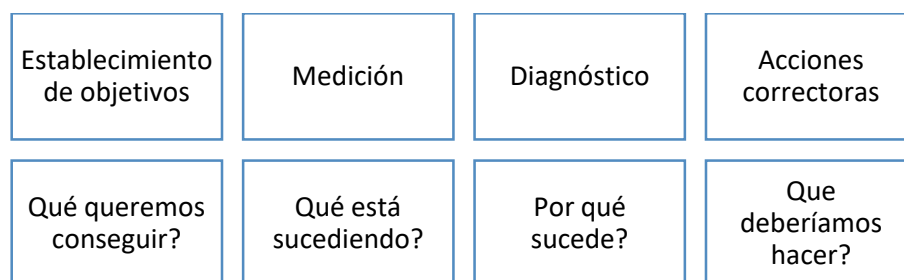 Establecimiento
de objetivos
Medición
Diagnóstico
Acciones
correctoras
Qué queremos
conseguir?
Qué está
sucediendo?
Por qué
sucede?
Que
deberíamos
hacer?